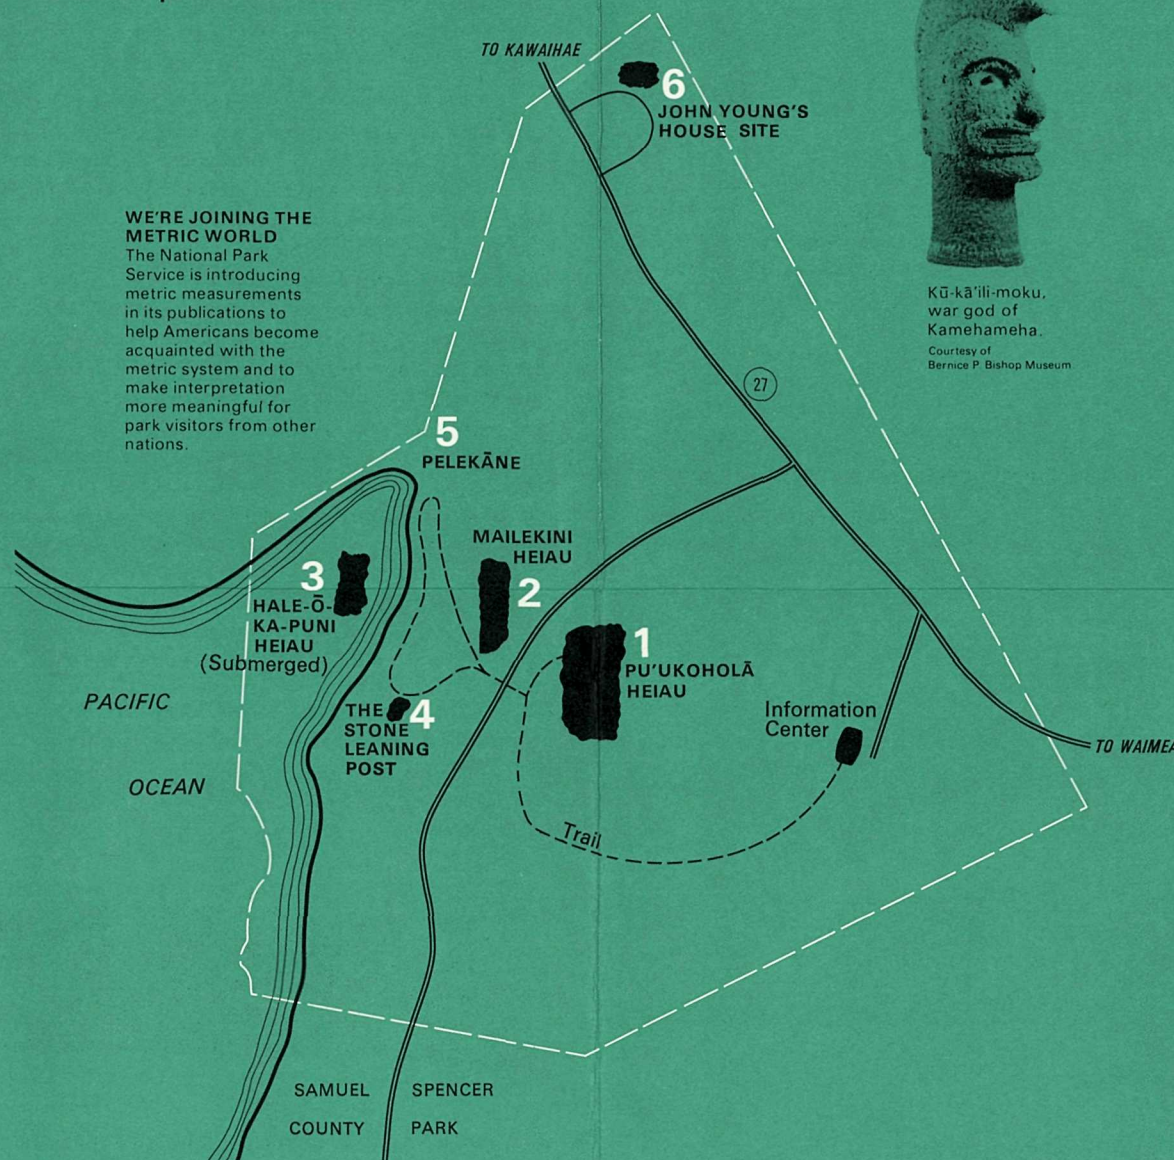 TO KAWAIHAE
6
JOHN YOUNG'S
HOUSE SITE
WE'RE JOINING THE
METRIC WORLD
The National Park
Service is introducing
metric measurements
in its publications to
help Americans become
acquainted with the
metric system and to
make interpretation
more meaningful for
park visitors from other
nations.
Kū-kā'ili-moku,
war god of
Kamehameha.
Courtesy of
Bernice P. Bishop Museum
27
5
PELEKĀNE
MAILEKINI
HEIAU
2
3
HALE-Ō-
KA-PUNI
HEIAU
(Submerged)
1
PU'UKOHOLĀ
HEIAU
PACIFIC
OCEAN
THE
4
STONE
LEANING
POST
Information
Center
TO WAIMEA
Trail
SAMUEL SPENCER
COUNTY PARK